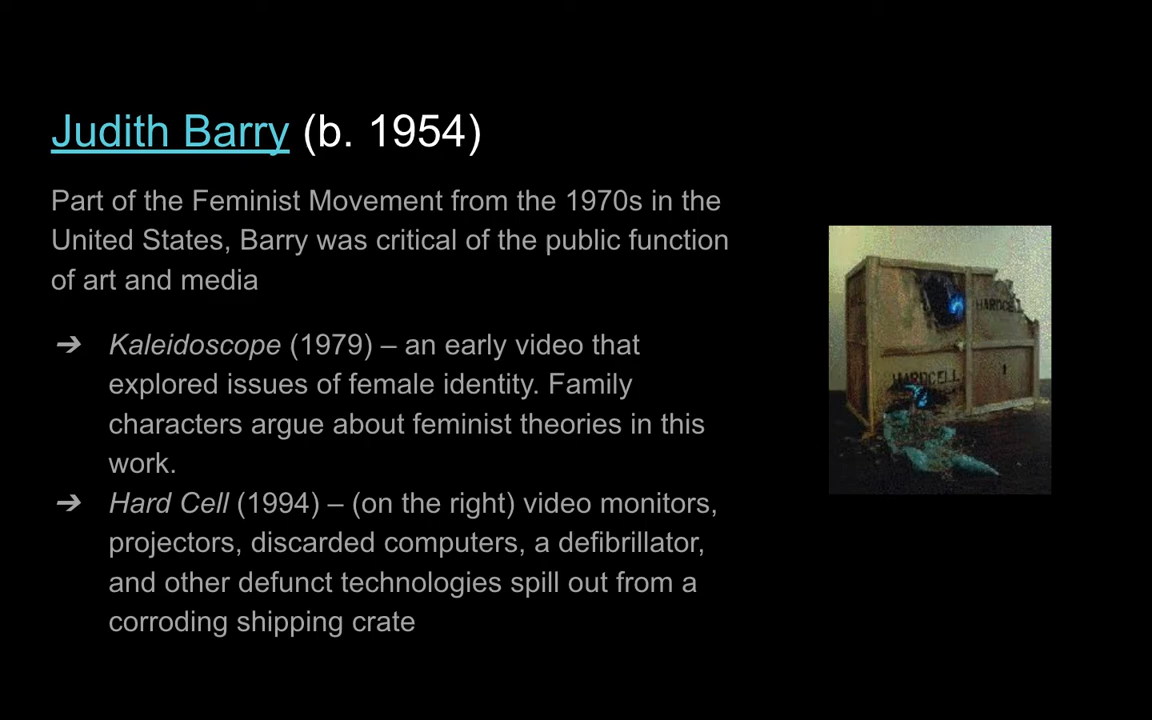 Judith Barry (b. 1954)
Part of the Feminist Movement from the 1970s in the
United States, Barry was critical of the public function
of art and media
➔ Kaleidoscope (1979) – an early video that
explored issues of female identity. Family
characters argue about feminist theories in this
work.
➔ Hard Cell (1994) – (on the right) video monitors,
projectors, discarded computers, a defibrillator,
and other defunct technologies spill out from a
corroding shipping crate
HARDCELL
HARDCELL